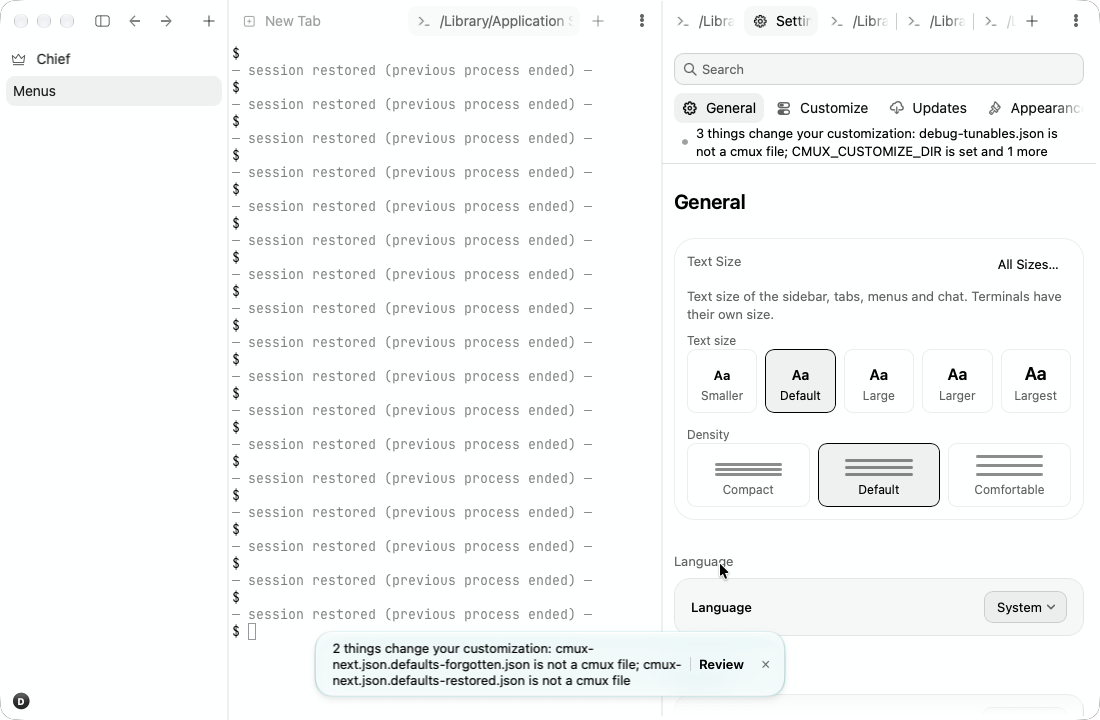 New Tab
/Library/Application S
/Libra
Settin
/Libra
/Libra
Chief
Menus
$
— session restored (previous process ended) —
$
— session restored (previous process ended) —
$
— session restored (previous process ended) —
$
— session restored (previous process ended) —
$
— session restored (previous process ended) —
$
— session restored (previous process ended) —
$
— session restored (previous process ended) —
$
— session restored (previous process ended) —
$
— session restored (previous process ended) —
$
— session restored (previous process ended) —
$
— session restored (previous process ended) —
$
— session restored (previous process ended) —
$
— session restored (previous process ended) —
$
— session restored (previous process ended) —
$
— session restored (previous process ended) —
$
— session restored (previous process ended) —
$
— session restored (previous process ended) —
$
Search
General
Customize
Updates
Appearanc
3 things change your customization: debug-tunables.json is
not a cmux file; CMUX_CUSTOMIZE_DIR is set and 1 more
General
Text Size
All Sizes...
Text size of the sidebar, tabs, menus and chat. Terminals have
their own size.
Text size
Aa
Smaller
Aa
Default
Aa
Large
Aa
Larger
Aa
Largest
Density
Compact
Default
Comfortable
Language
Language
System
2 things change your customization: cmux-
next.json.defaults-forgotten.json is not a cmux file; cmux-
next.json.defaults-restored.json is not a cmux file
Review
D